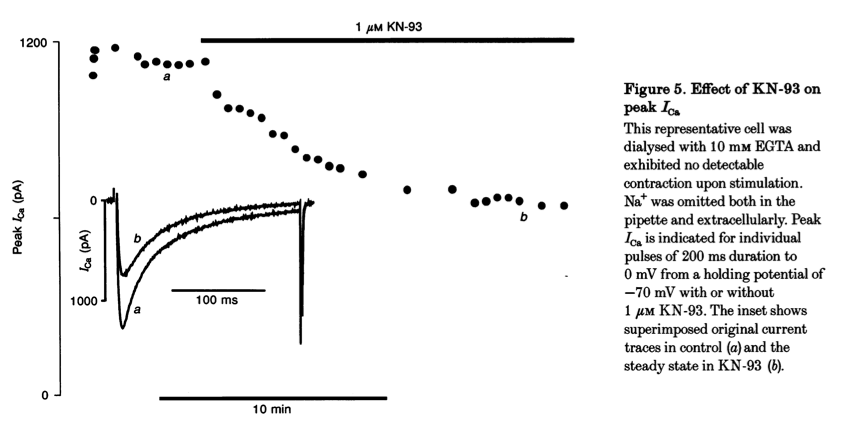 1 μM KN-93
1200
a
Peak I_Ca (pA)
0
b
I_Ca (pA)
b
100 ms
1000
a
0
10 min
Figure 5. Effect of KN-93 on
peak I_Ca
This representative cell was
dialysed with 10 mM EGTA and
exhibited no detectable
contraction upon stimulation.
Na⁺ was omitted both in the
pipette and extracellularly. Peak
I_Ca is indicated for individual
pulses of 200 ms duration to
0 mV from a holding potential of
−70 mV with or without
1 μM KN-93. The inset shows
superimposed original current
traces in control (a) and the
steady state in KN-93 (b).